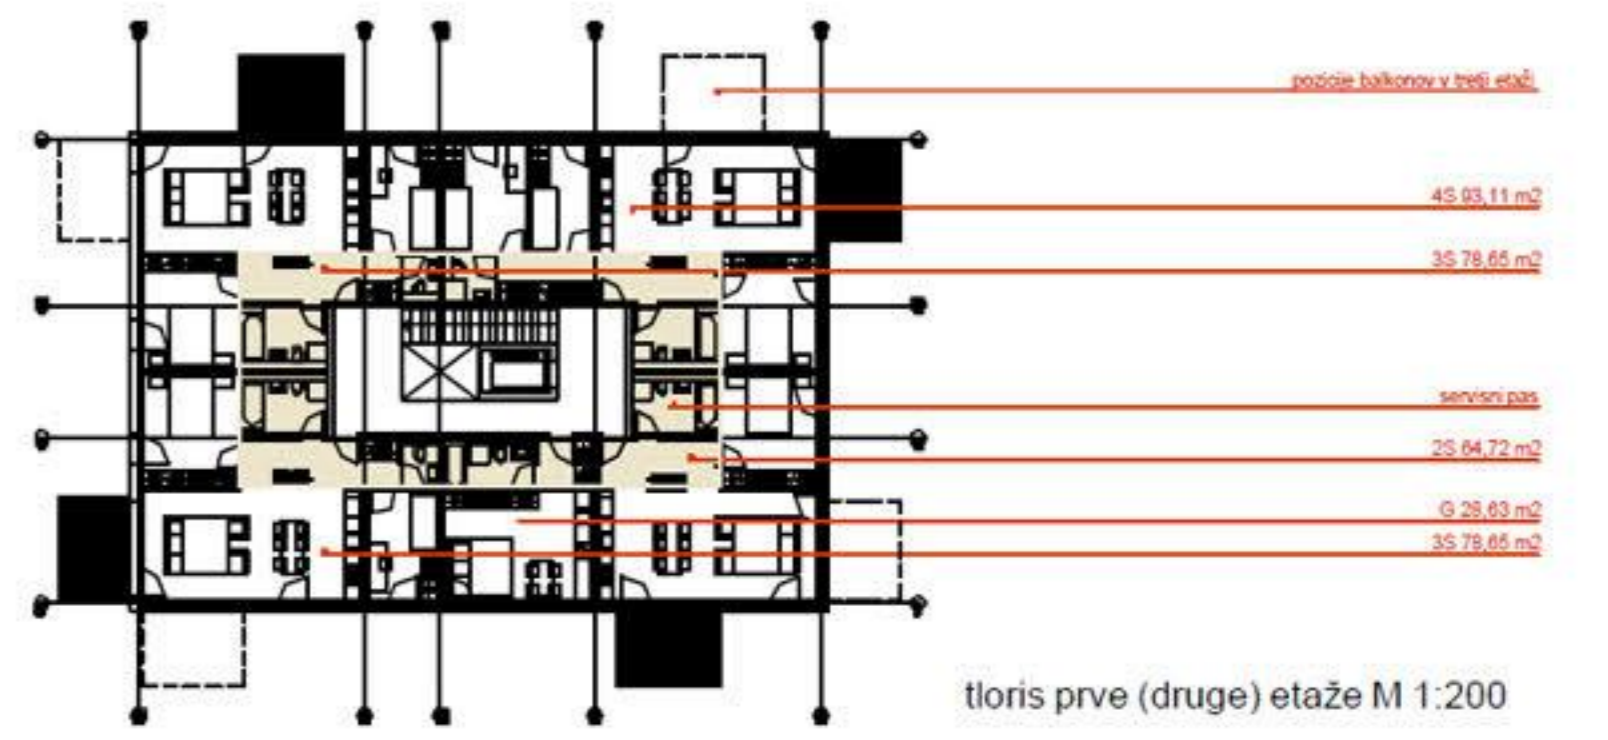 pozicije balkonov v tretji etaži
4S 93,11 m2
3S 78,65 m2
servisni pas
2S 64,72 m2
G 28,63 m2
3S 78,65 m2
tloris prve (druge) etaže M 1:200